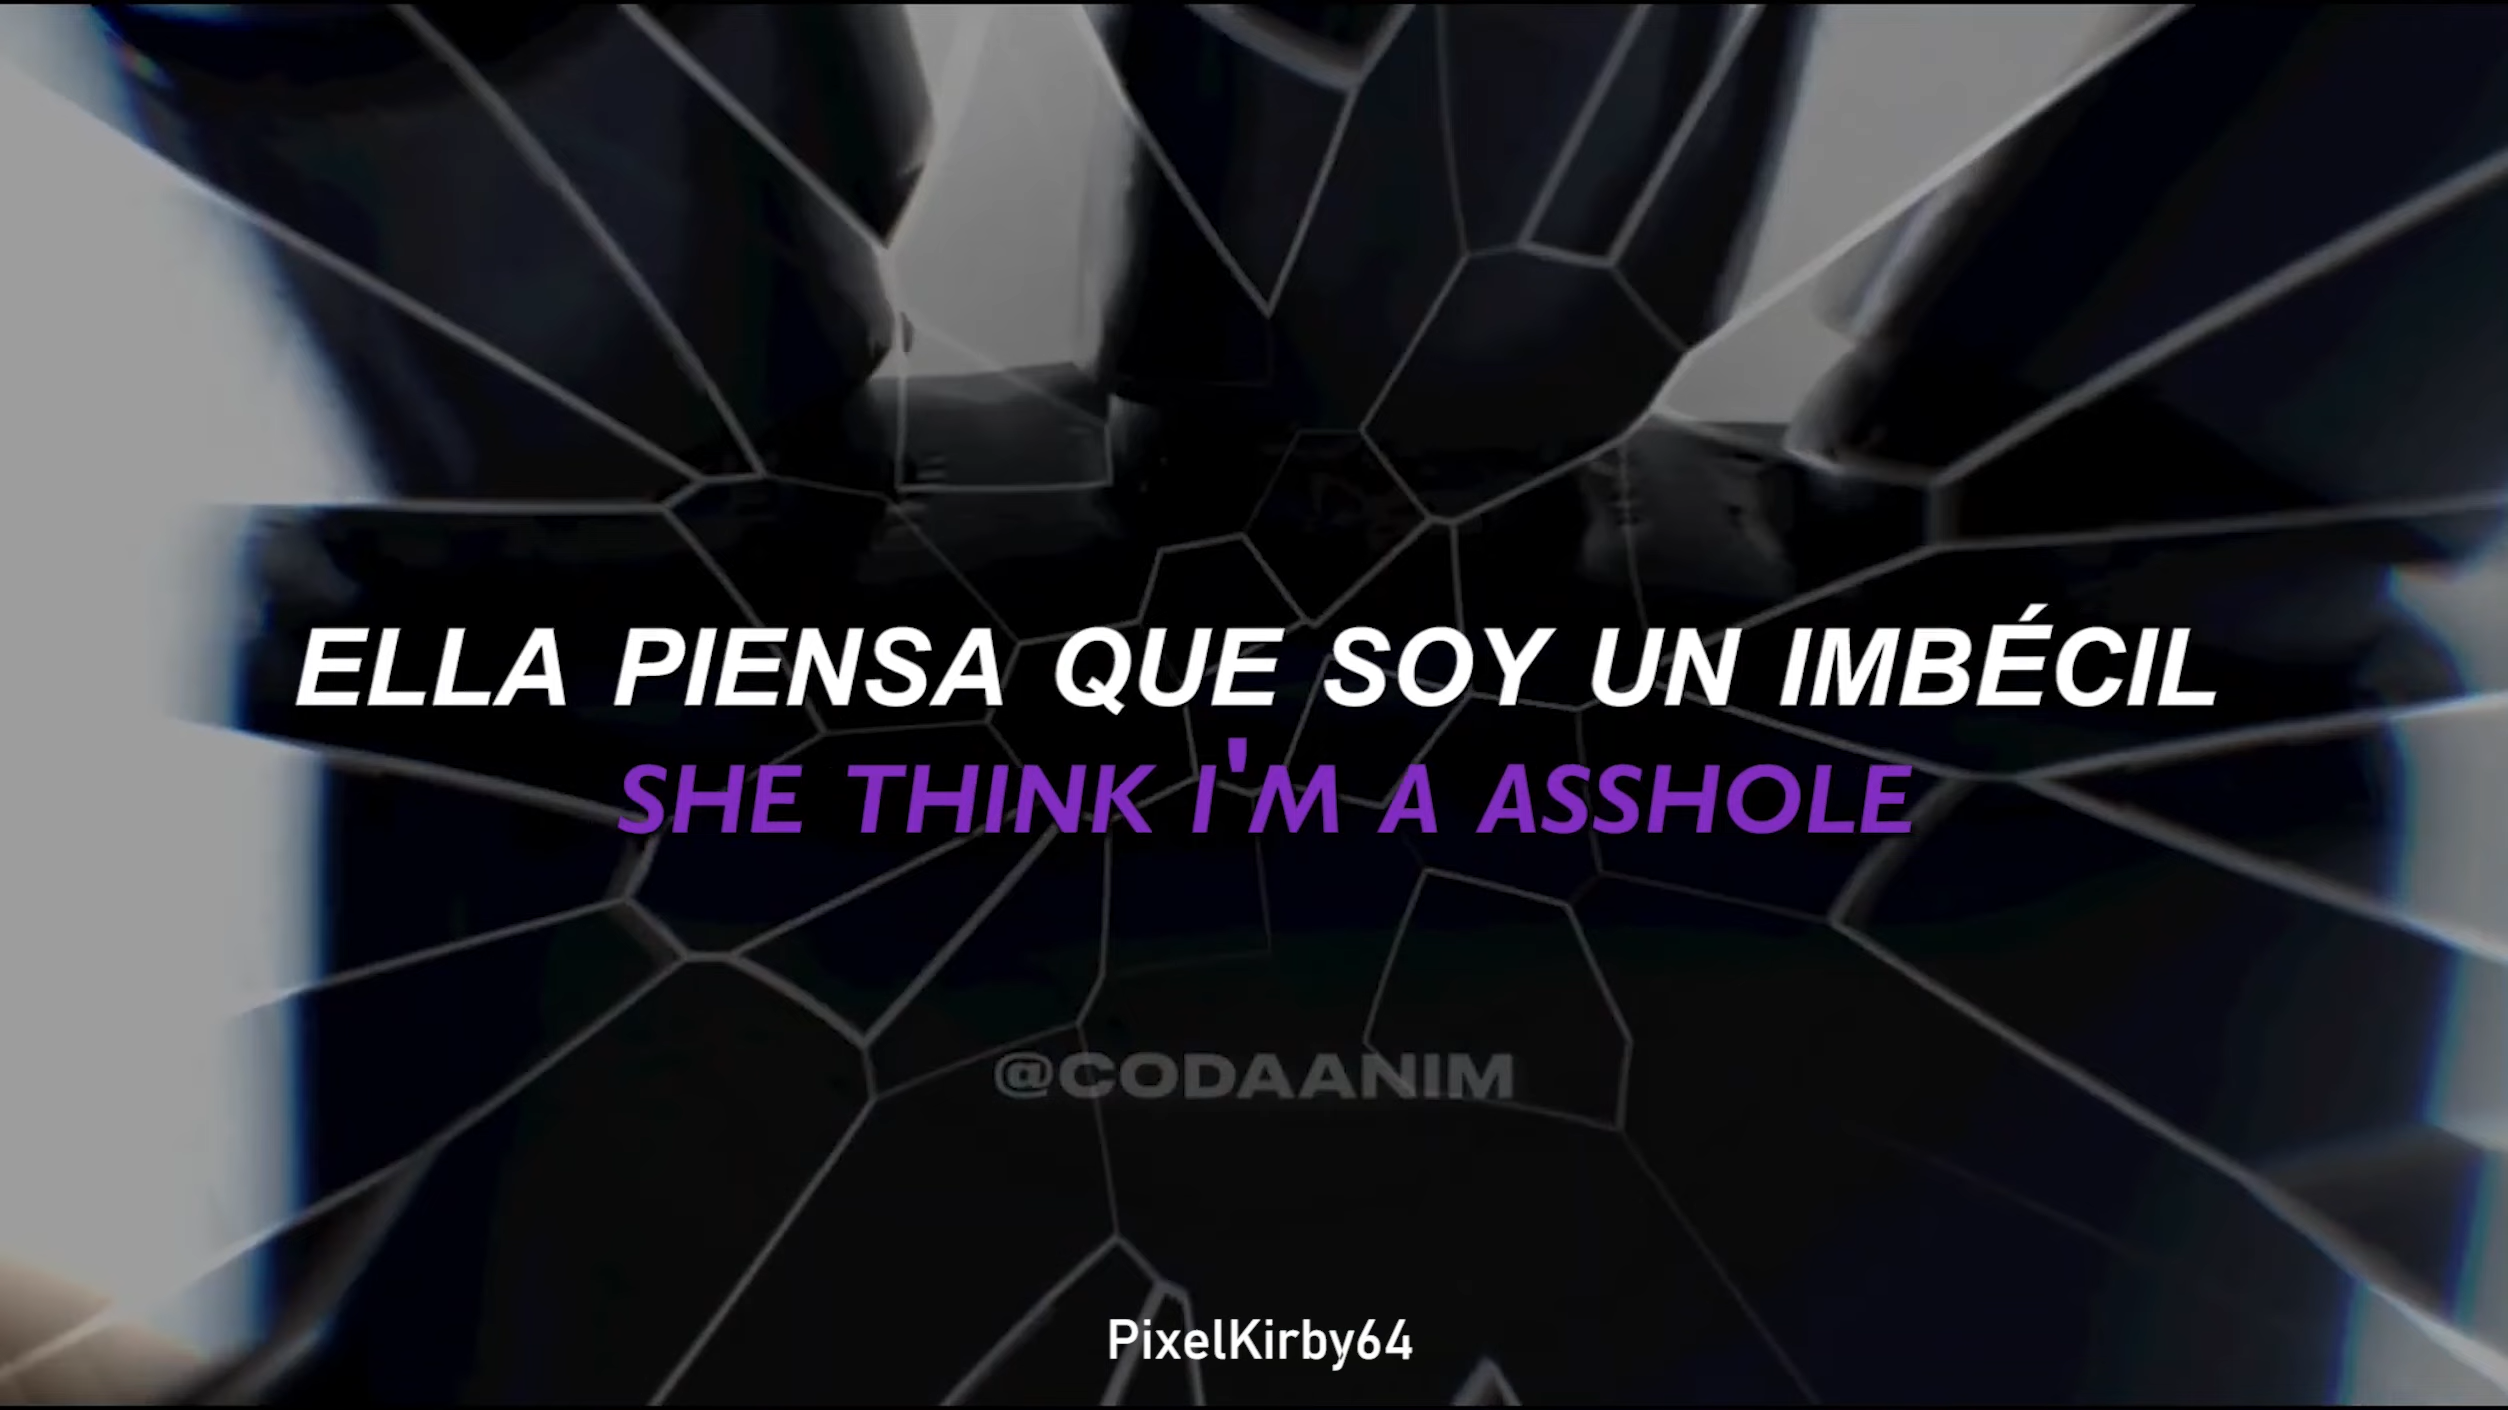 ELLA PIENSA QUE SOY UN IMBÉCIL
SHE THINK I'M A ASSHOLE
@CODAANIM
PixelKirby64